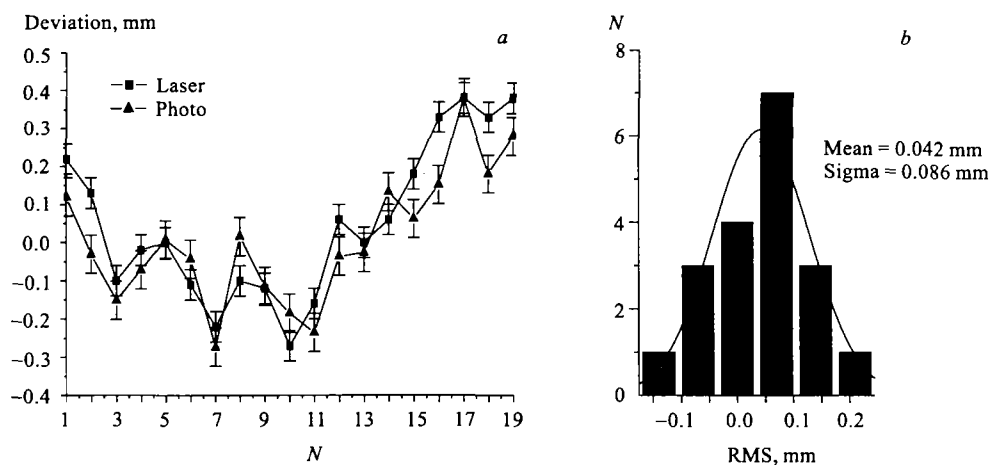 Deviation, mm
a
0.5
0.4
0.3
0.2
0.1
0.0
−0.1
−0.2
−0.3
−0.4
Laser
Photo
1 3 5 7 9 11 13 15 17 19
N
N
b
8
6
4
2
0
Mean = 0.042 mm
Sigma = 0.086 mm
−0.1 0.0 0.1 0.2
RMS, mm